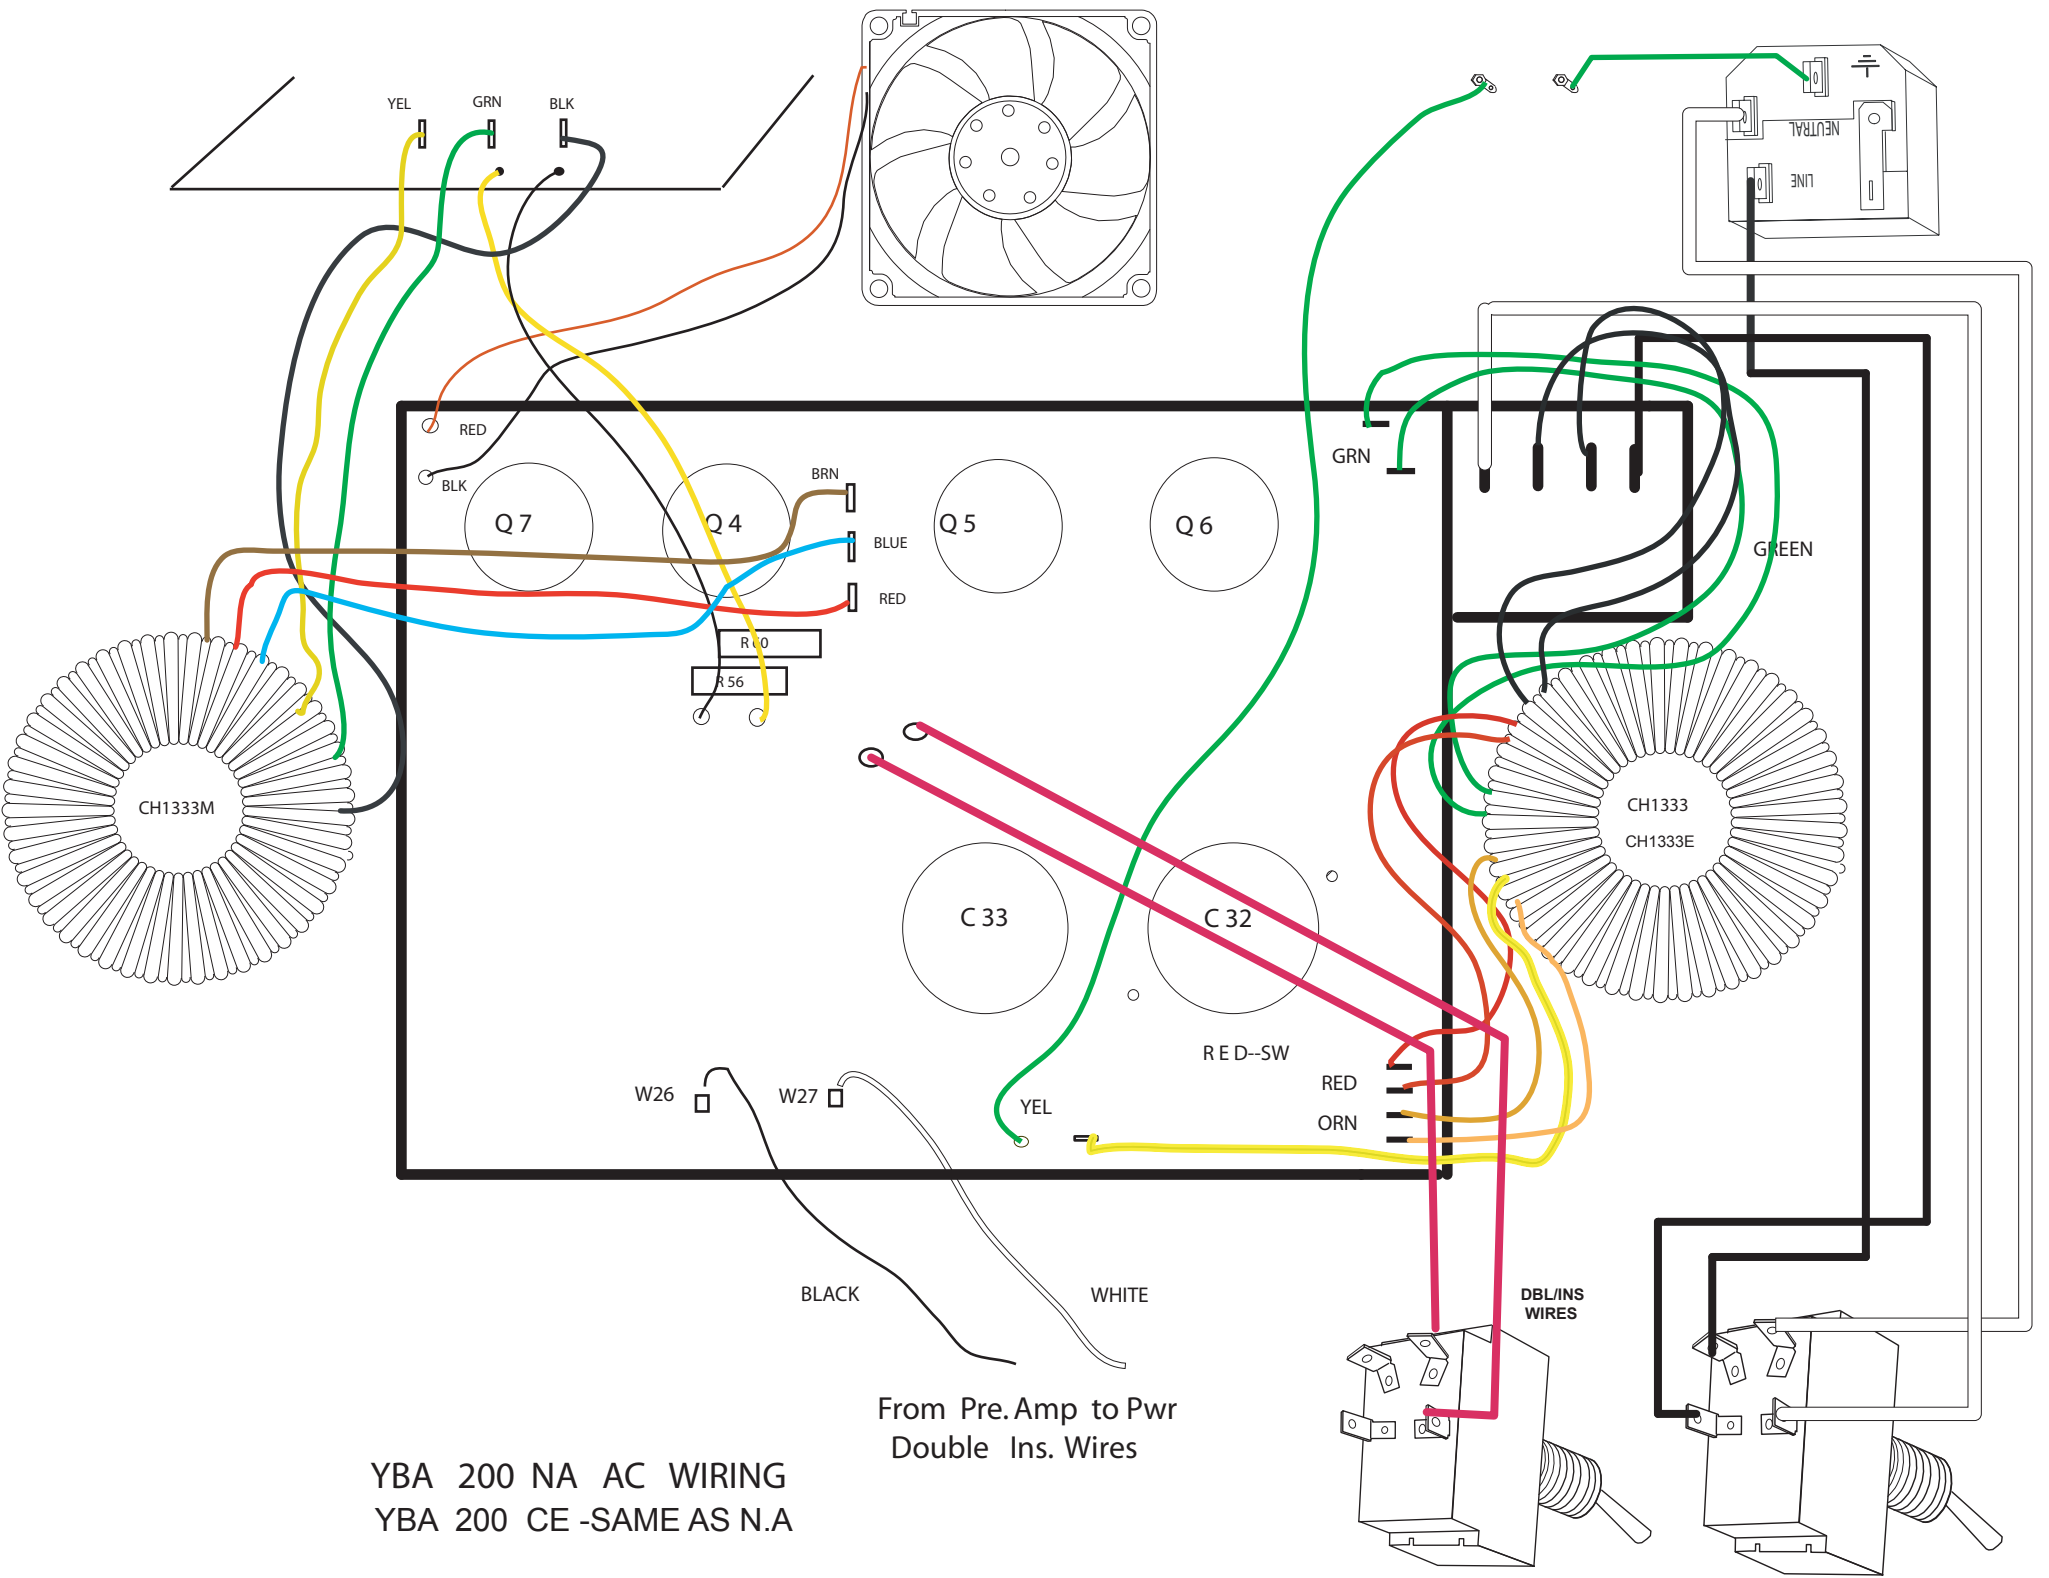 YEL
GRN
BLK
NEUTRAL
LINE
RED
BLK
Q 7
Q 4
BRN
BLUE
RED
Q 5
Q 6
GRN
GREEN
R 60
R 56
CH1333M
CH1333
CH1333E
C 33
C 32
R E D--SW
RED
ORN
W26
W27
YEL
BLACK
WHITE
DBL/INS
WIRES
From Pre. Amp to Pwr
Double Ins. Wires
YBA 200 NA AC WIRING
YBA 200 CE -SAME AS N.A